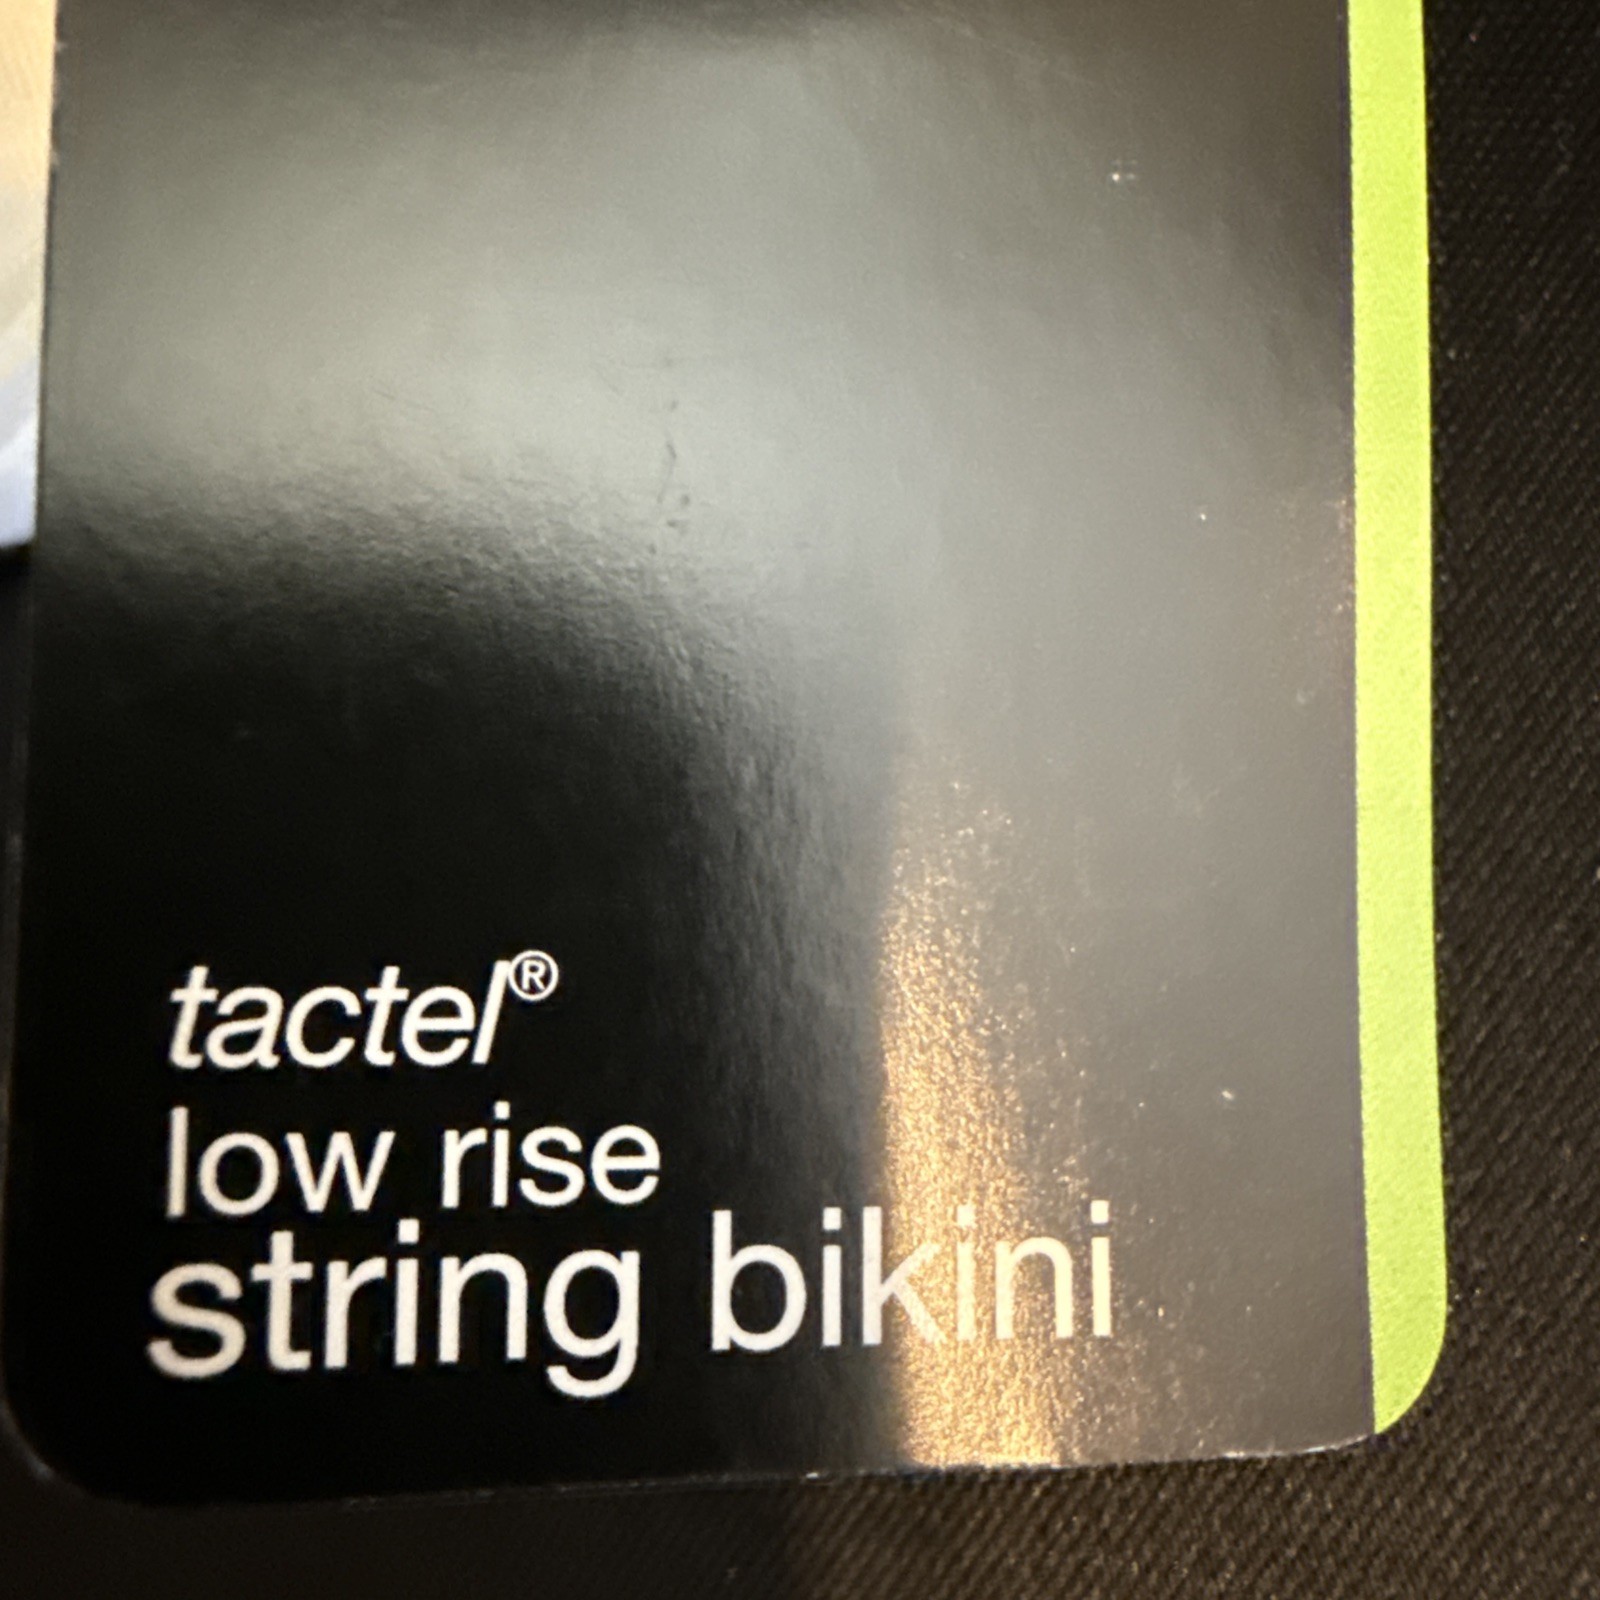 tactel®
low rise
string bikini